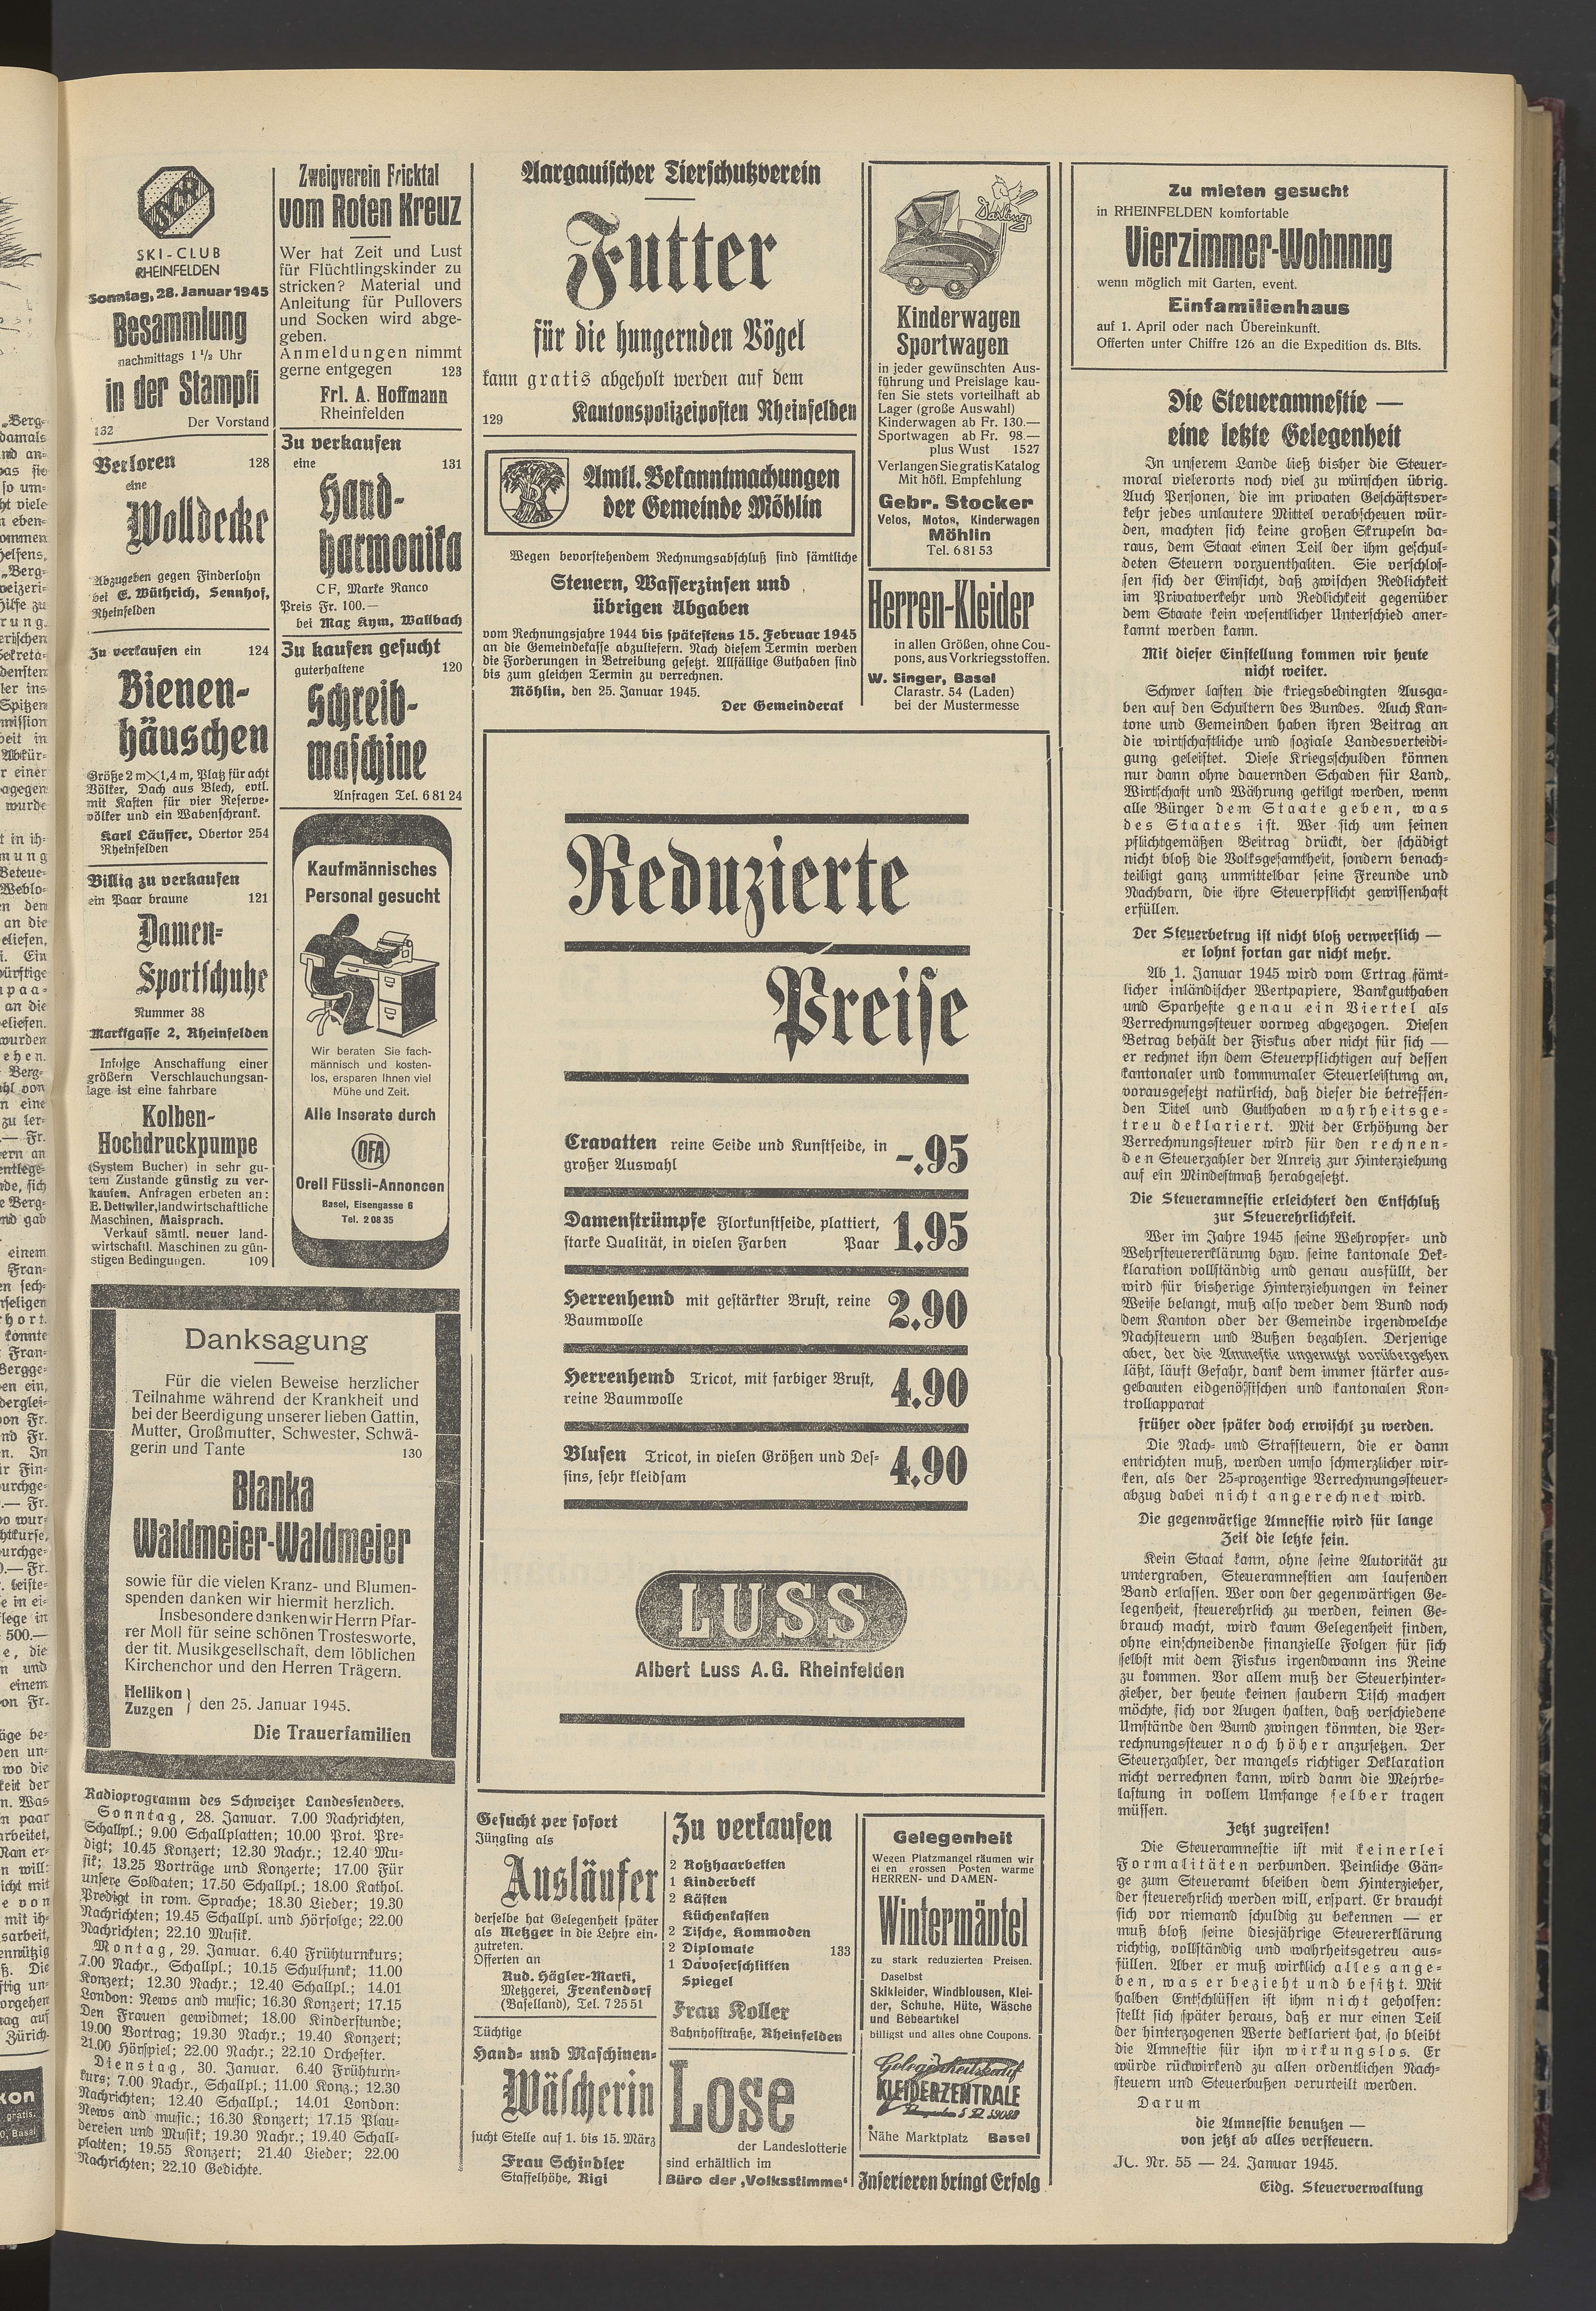 SKI-CLUB
RHEINFELDEN
Sonntag, 28. Januar 1945
Besammlung
nachmittags 1 1/2 Uhr
in der Stampfi
Der Vorstand
132
Verloren 128
eine
Wolldecke
Abzugeben gegen Finderlohn
bei E. Wüthrich, Sennhof,
Rheinfelden
Zu verkaufen ein 124
Bienen-
häuschen
Größe 2 m×1,4 m, Platz für acht
Völker, Dach aus Blech, evtl.
mit Kasten für vier Reserve-
völker und ein Wabenschrank.
Karl Läuffer, Obertor 254
Rheinfelden
Billig zu verkaufen
ein Paar braune 121
Damen-
Sportschuhe
Nummer 38
Marktgasse 2, Rheinfelden
Infolge Anschaffung einer
größern Verschlauchungsan-
lage ist eine fahrbare
Kolben-
Hochdruckpumpe
(System Bucher) in sehr gu-
tem Zustande günstig zu ver-
kaufen. Anfragen erbeten an:
E. Dettwiler, landwirtschaftliche
Maschinen, Maisprach.
Verkauf sämtl. neuer land-
wirtschaftl. Maschinen zu gün-
stigen Bedingungen. 109
Zweigverein Fricktal
vom Roten Kreuz
Wer hat Zeit und Lust
für Flüchtlingskinder zu
stricken? Material und
Anleitung für Pullovers
und Socken wird abge-
geben.
Anmeldungen nimmt
gerne entgegen 123
Frl. A. Hoffmann
Rheinfelden
Zu verkaufen
eine 131
Hand-
harmonika
CF, Marke Ranco
Preis Fr. 100.—
bei Max Kym, Wallbach
Zu kaufen gesucht
guterhaltene 120
Schreib-
maschine
Anfragen Tel. 6 81 24
Kaufmännisches
Personal gesucht
Wir beraten Sie fach-
männisch und kosten-
los, ersparen Ihnen viel
Mühe und Zeit.
Alle Inserate durch
OFA
Orell Füssli-Annoncen
Basel, Eisengasse 6
Tel. 2 08 35
Danksagung
Für die vielen Beweise herzlicher
Teilnahme während der Krankheit und
bei der Beerdigung unserer lieben Gattin,
Mutter, Großmutter, Schwester, Schwä-
gerin und Tante 130
Blanka
Waldmeier-Waldmeier
sowie für die vielen Kranz- und Blumen-
spenden danken wir hiermit herzlich.
Insbesondere danken wir Herrn Pfar-
rer Moll für seine schönen Trostesworte,
der tit. Musikgesellschaft, dem löblichen
Kirchenchor und den Herren Trägern.
Hellikon
Zuzgen } den 25. Januar 1945.
Die Trauerfamilien
Radioprogramm des Schweizer Landessenders.
Sonntag, 28. Januar. 7.00 Nachrichten,
Schallpl.; 9.00 Schallplatten; 10.00 Prot. Pre-
digt; 10.45 Konzert; 12.30 Nachr.; 12.40 Mu-
sik; 13.25 Vorträge und Konzerte; 17.00 Für
unsere Soldaten; 17.50 Schallpl.; 18.00 Kathol.
Predigt in rom. Sprache; 18.30 Lieder; 19.30
Nachrichten; 19.45 Schallpl. und Hörfolge; 22.00
Nachrichten; 22.10 Musik.
Montag, 29. Januar. 6.40 Frühturnkurs;
7.00 Nachr., Schallpl.; 10.15 Schulfunk; 11.00
Konzert; 12.30 Nachr.; 12.40 Schallpl.; 14.01
London: News and music; 16.30 Konzert; 17.15
Den Frauen gewidmet; 18.00 Kinderstunde;
19.00 Vortrag; 19.30 Nachr.; 19.40 Konzert;
21.00 Hörspiel; 22.00 Nachr.; 22.10 Orchester.
Dienstag, 30. Januar. 6.40 Frühturn-
kurs; 7.00 Nachr., Schallpl.; 11.00 Konz.; 12.30
Nachrichten; 12.40 Schallpl.; 14.01 London:
News and music.; 16.30 Konzert; 17.15 Plau-
dereien und Musik; 19.30 Nachr.; 19.40 Schall-
platten; 19.55 Konzert; 21.40 Lieder; 22.00
Nachrichten; 22.10 Gedichte.
Aargauischer Tierschutzverein
Futter
für die hungernden Vögel
kann gratis abgeholt werden auf dem
129 Kantonspolizeiposten Rheinfelden
Amtl. Bekanntmachungen
der Gemeinde Möhlin
Wegen bevorstehendem Rechnungsabschluß sind sämtliche
Steuern, Wasserzinsen und
übrigen Abgaben
vom Rechnungsjahre 1944 bis spätestens 15. Februar 1945
an die Gemeindekasse abzuliefern. Nach diesem Termin werden
die Forderungen in Betreibung gesetzt. Allfällige Guthaben sind
bis zum gleichen Termin zu verrechnen.
Möhlin, den 25. Januar 1945.
Der Gemeinderat
Darling
Kinderwagen
Sportwagen
in jeder gewünschten Aus-
führung und Preislage kau-
fen Sie stets vorteilhaft ab
Lager (große Auswahl)
Kinderwagen ab Fr. 130.—
Sportwagen ab Fr. 98.—
plus Wust 1527
Verlangen Sie gratis Katalog
Mit höfl. Empfehlung
Gebr. Stocker
Velos, Motos, Kinderwagen
Möhlin
Tel. 6 81 53
Herren-Kleider
in allen Größen, ohne Cou-
pons, aus Vorkriegsstoffen.
W. Singer, Basel
Clarastr. 54 (Laden)
bei der Mustermesse
Reduzierte
Preise
Cravatten reine Seide und Kunstseide, in
großer Auswahl -.95
Damenstrümpfe Florkunstseide, plattiert,
starke Qualität, in vielen Farben Paar 1.95
Herrenhemd mit gestärkter Brust, reine
Baumwolle 2.90
Herrenhemd Tricot, mit farbiger Brust,
reine Baumwolle 4.90
Blusen Tricot, in vielen Größen und Des-
sins, sehr kleidsam 4.90
LUSS
Albert Luss A.G. Rheinfelden
Gesucht per sofort
Jüngling als
Ausläufer
derselbe hat Gelegenheit später
als Metzger in die Lehre ein-
zutreten.
Offerten an
Rud. Hägler-Marti,
Metzgerei, Frenkendorf
(Baselland), Tel. 7 25 51
Tüchtige
Hand- und Maschinen-
Wäscherin
sucht Stelle auf 1. bis 15. März
Frau Schindler
Staffelhöhe, Rigi
Zu verkaufen
2 Roßhaarbetten
1 Kinderbett
2 Kästen
Küchenkasten
2 Tische, Kommoden
2 Diplomate 133
1 Davoserschlitten
Spiegel
Frau Koller
Bahnhofstraße, Rheinfelden
Lose
der Landeslotterie
sind erhältlich im
Büro der ‚Volksstimme‘
Gelegenheit
Wegen Platzmangel räumen wir
ei en grossen Posten warme
HERREN- und DAMEN-
Wintermäntel
zu stark reduzierten Preisen.
Daselbst
Skikleider, Windblousen, Klei-
der, Schuhe, Hüte, Wäsche
und Bebeartikel
billigst und alles ohne Coupons.
Gelegenheitskauf
KLEIDERZENTRALE
Nähe Marktplatz Basel
Inserieren bringt Erfolg
Zu mieten gesucht
in RHEINFELDEN komfortable
Vierzimmer-Wohnnng
wenn möglich mit Garten, event.
Einfamilienhaus
auf 1. April oder nach Übereinkunft.
Offerten unter Chiffre 126 an die Expedition ds. Blts.
Die Steueramnestie —
eine letzte Gelegenheit
In unserem Lande ließ bisher die Steuer-
moral vielerorts noch viel zu wünschen übrig.
Auch Personen, die im privaten Geschäftsver-
kehr jedes unlautere Mittel verabscheuen wür-
den, machten sich keine großen Skrupeln da-
raus, dem Staat einen Teil der ihm geschul-
deten Steuern vorzuenthalten. Sie verschlos-
sen sich der Einsicht, daß zwischen Redlichkeit
im Privatverkehr und Redlichkeit gegenüber
dem Staate kein wesentlicher Unterschied aner-
kannt werden kann.
Mit dieser Einstellung kommen wir heute
nicht weiter.
Schwer lasten die kriegsbedingten Ausga-
ben auf den Schultern des Bundes. Auch Kan-
tone und Gemeinden haben ihren Beitrag an
die wirtschaftliche und soziale Landesverteidi-
gung geleistet. Diese Kriegsschulden können
nur dann ohne dauernden Schaden für Land,
Wirtschaft und Währung getilgt werden, wenn
alle Bürger dem Staate geben, was
des Staates ist. Wer sich um seinen
pflichtgemäßen Beitrag drückt, der schädigt
nicht bloß die Volksgesamtheit, sondern benach-
teiligt ganz unmittelbar seine Freunde und
Nachbarn, die ihre Steuerpflicht gewissenhaft
erfüllen.
Der Steuerbetrug ist nicht bloß verwerflich —
er lohnt fortan gar nicht mehr.
Ab 1. Januar 1945 wird vom Ertrag sämt-
licher inländischer Wertpapiere, Bankguthaben
und Sparhefte genau ein Viertel als
Verrechnungssteuer vorweg abgezogen. Diesen
Betrag behält der Fiskus aber nicht für sich —
er rechnet ihn dem Steuerpflichtigen auf dessen
kantonaler und kommunaler Steuerleistung an,
vorausgesetzt natürlich, daß dieser die betreffen-
den Titel und Guthaben wahrheitsge-
treu deklariert. Mit der Erhöhung der
Verrechnungssteuer wird für den rechnen-
den Steuerzahler der Anreiz zur Hinterziehung
auf ein Mindestmaß herabgesetzt.
Die Steueramnestie erleichtert den Entschluß
zur Steuerehrlichkeit.
Wer im Jahre 1945 seine Wehropfer- und
Wehrsteuererklärung bzw. seine kantonale Dek-
klaration vollständig und genau ausfüllt, der
wird für bisherige Hinterziehungen in keiner
Weise belangt, muß also weder dem Bund noch
dem Kanton oder der Gemeinde irgendwelche
Nachsteuern und Bußen bezahlen. Derjenige
aber, der die Amnestie ungenutzt vorübergehen
läßt, läuft Gefahr, dank dem immer stärker aus-
gebauten eidgenössischen und kantonalen Kon-
trollapparat
früher oder später doch erwischt zu werden.
Die Nach- und Strafsteuern, die er dann
entrichten muß, werden umso schmerzlicher wir-
ken, als der 25-prozentige Verrechnungssteuer-
abzug dabei nicht angerechnet wird.
Die gegenwärtige Amnestie wird für lange
Zeit die letzte sein.
Kein Staat kann, ohne seine Autorität zu
untergraben, Steueramnestien am laufenden
Band erlassen. Wer von der gegenwärtigen Ge-
legenheit, steuerehrlich zu werden, keinen Ge-
brauch macht, wird kaum Gelegenheit finden,
ohne einschneidende finanzielle Folgen für sich
selbst mit dem Fiskus irgendwann ins Reine
zu kommen. Vor allem muß der Steuerhinter-
zieher, der heute keinen saubern Tisch machen
möchte, sich vor Augen halten, daß verschiedene
Umstände den Bund zwingen könnten, die Ver-
rechnungssteuer noch höher anzusetzen. Der
Steuerzahler, der mangels richtiger Deklaration
nicht verrechnen kann, wird dann die Mehrbe-
lastung in vollem Umfange selber tragen
müssen.
Jetzt zugreifen!
Die Steueramnestie ist mit keinerlei
Formalitäten verbunden. Peinliche Gän-
ge zum Steueramt bleiben dem Hinterzieher,
der steuerehrlich werden will, erspart. Er braucht
sich vor niemand schuldig zu bekennen — er
muß bloß seine diesjährige Steuererklärung
richtig, vollständig und wahrheitsgetreu aus-
füllen. Aber er muß wirklich alles ange-
ben, was er bezieht und besitzt. Mit
halben Entschlüssen ist ihm nicht geholfen:
stellt sich später heraus, daß er nur einen Teil
der hinterzogenen Werte deklariert hat, so bleibt
die Amnestie für ihn wirkungslos. Er
würde rückwirkend zu allen ordentlichen Nach-
steuern und Steuerbußen verurteilt werden.
Darum
die Amnestie benutzen —
von jetzt ab alles versteuern.
Nr. 55 — 24. Januar 1945.
Eidg. Steuerverwaltung